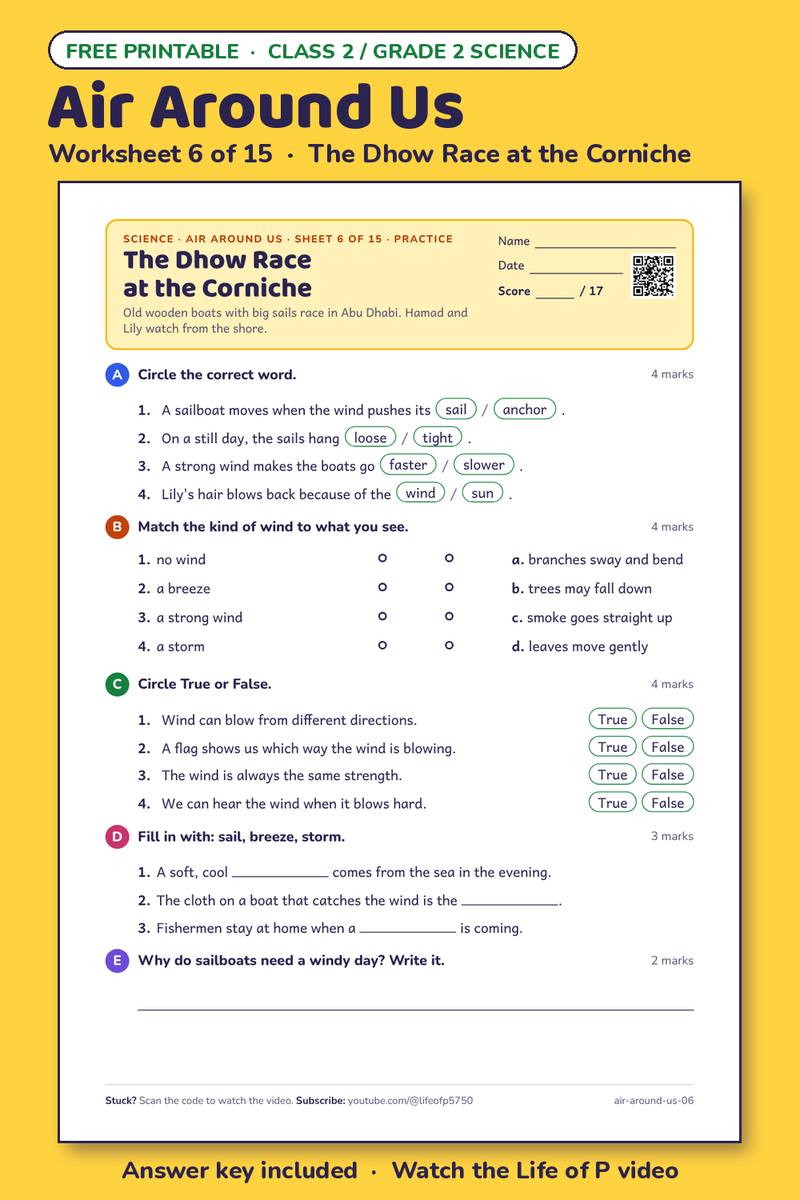 FREE PRINTABLE · CLASS 2 / GRADE 2 SCIENCE
Air Around Us
Worksheet 6 of 15 · The Dhow Race at the Corniche
SCIENCE · AIR AROUND US · SHEET 6 OF 15 · PRACTICE
The Dhow Race
at the Corniche
Old wooden boats with big sails race in Abu Dhabi. Hamad and
Lily watch from the shore.
Name ____________________
Date ______________
Score ______ / 17
A Circle the correct word. 4 marks
1. A sailboat moves when the wind pushes its sail / anchor .
2. On a still day, the sails hang loose / tight .
3. A strong wind makes the boats go faster / slower .
4. Lily's hair blows back because of the wind / sun .
B Match the kind of wind to what you see. 4 marks
1. no wind a. branches sway and bend
2. a breeze b. trees may fall down
3. a strong wind c. smoke goes straight up
4. a storm d. leaves move gently
C Circle True or False. 4 marks
1. Wind can blow from different directions. True False
2. A flag shows us which way the wind is blowing. True False
3. The wind is always the same strength. True False
4. We can hear the wind when it blows hard. True False
D Fill in with: sail, breeze, storm. 3 marks
1. A soft, cool ____________ comes from the sea in the evening.
2. The cloth on a boat that catches the wind is the ____________.
3. Fishermen stay at home when a ____________ is coming.
E Why do sailboats need a windy day? Write it. 2 marks
Stuck? Scan the code to watch the video. Subscribe: youtube.com/@lifeofp5750 air-around-us-06
Answer key included · Watch the Life of P video